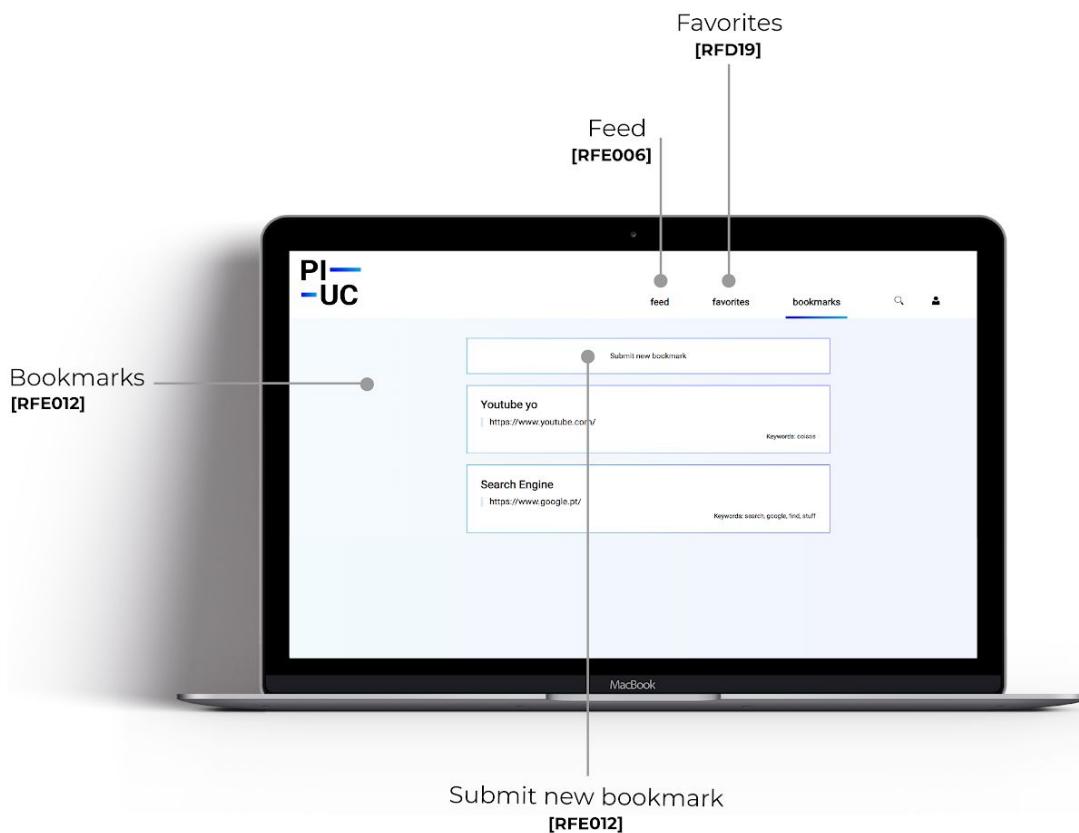 Favorites
[RFD19]
Feed
[RFE006]
PI
UC
feed favorites bookmarks
Submit new bookmark
Bookmarks
[RFE012]
Youtube yo
https://www.youtube.com/
Keywords: coisas
Search Engine
https://www.google.pt/
Keywords: search, google, find, stuff
MacBook
Submit new bookmark
[RFE012]